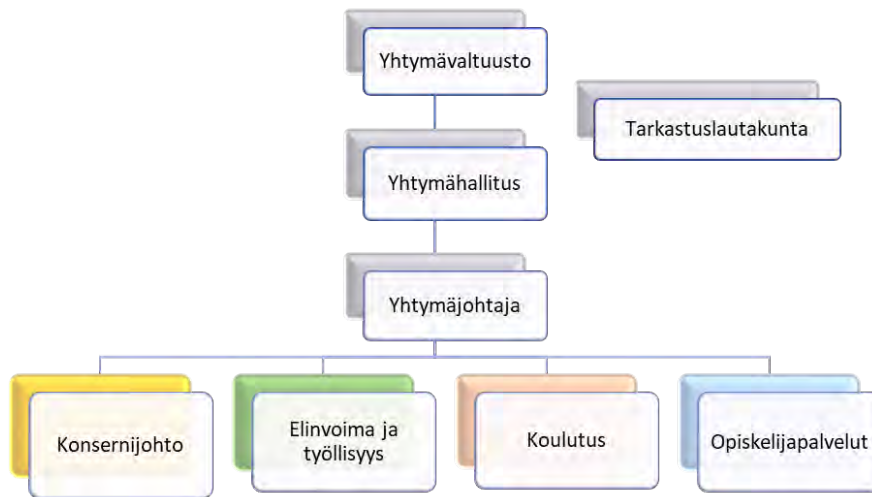 Yhtymävaltuusto
Tarkastuslautakunta
Yhtymähallitus
Yhtymäjohtaja
Konsernijohto
Elinvoima ja
työllisyys
Koulutus
Opiskelijapalvelut